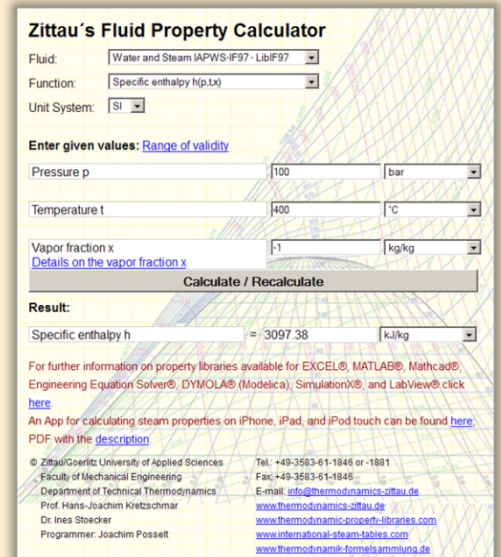 Zittau´s Fluid Property Calculator
Fluid: Water and Steam IAPWS-IF97 - LibIF97
Function: Specific enthalpy h(p,t,x)
Unit System: SI
Enter given values: Range of validity
Pressure p 100 bar
Temperature t 400 °C
Vapor fraction x -1 kg/kg
Details on the vapor fraction x
Calculate / Recalculate
Result:
Specific enthalpy h = 3097.38 kJ/kg
For further information on property libraries available for EXCEL®, MATLAB®, Mathcad®,
Engineering Equation Solver®, DYMOLA® (Modelica), SimulationX®, and LabView® click
here.
An App for calculating steam properties on iPhone, iPad, and iPod touch can be found here,
PDF with the description
© Zittau/Goerlitz University of Applied Sciences Tel.: +49-3583-61-1846 or -1881
Faculty of Mechanical Engineering Fax: +49-3583-61-1846
Department of Technical Thermodynamics E-mail: info@thermodynamics-zittau.de
Prof. Hans-Joachim Kretzschmar www.thermodynamics-zittau.de
Dr. Ines Stoecker www.thermodynamic-property-libraries.com
Programmer: Joachim Posselt www.international-steam-tables.com
www.thermodynamik-formelsammlung.de